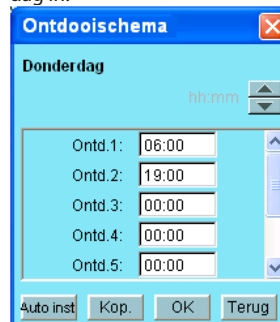 Ontdooischema
Donderdag
hh:mm
Ontd.1: 06:00
Ontd.2: 19:00
Ontd.3: 00:00
Ontd.4: 00:00
Ontd.5: 00:00
Auto inst Kop. OK Terug